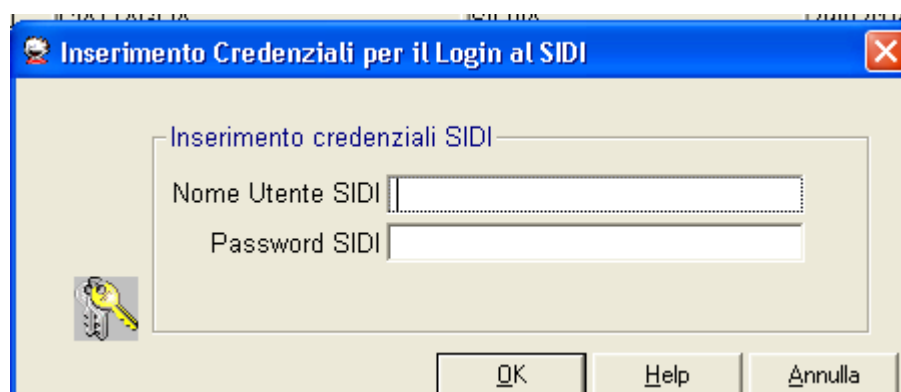 Inserimento Credenziali per il Login al SIDI
Inserimento credenziali SIDI
Nome Utente SIDI
Password SIDI
OK Help Annulla